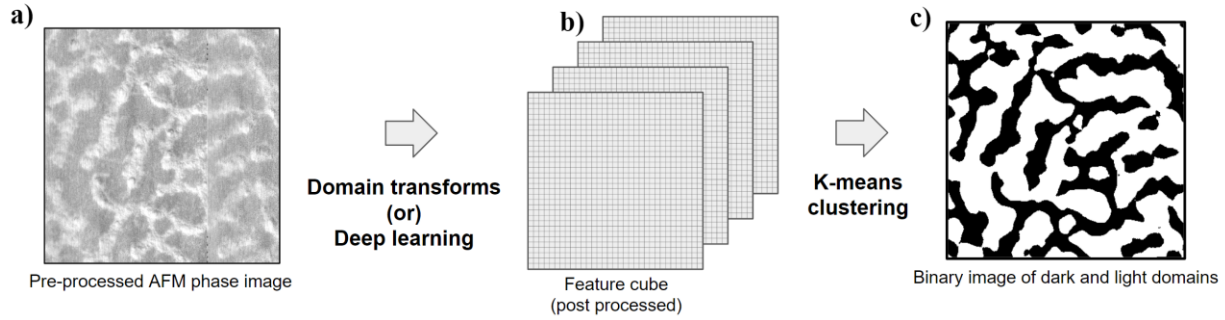 a)
Pre-processed AFM phase image
Domain transforms
(or)
Deep learning
b)
Feature cube
(post processed)
K-means
clustering
c)
Binary image of dark and light domains